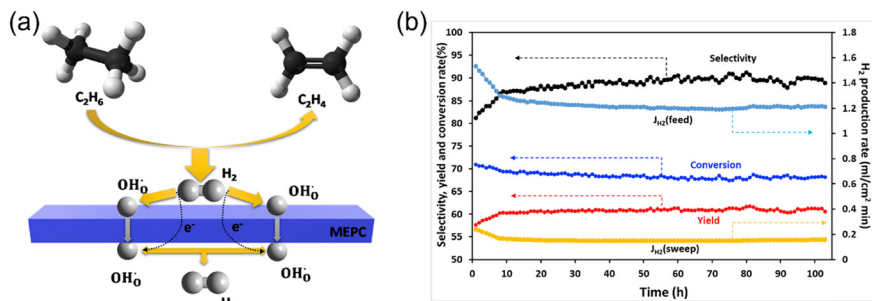 (a)
C₂H₆
C₂H₄
H₂
OH˙O
OH˙O
e⁻
e⁻
MEPC
OH˙O
OH˙O
(b)
Selectivity, yield and conversion rate(%)
100
95
90
85
80
75
70
65
60
55
50
Selectivity
J_H2(feed)
Conversion
Yield
J_H2(sweep)
1.8
1.6
1.4
1.2
1
0.8
0.6
0.4
0.2
0
H₂ production rate (ml/cm² min)
0 10 20 30 40 50 60 70 80 90 100
Time (h)